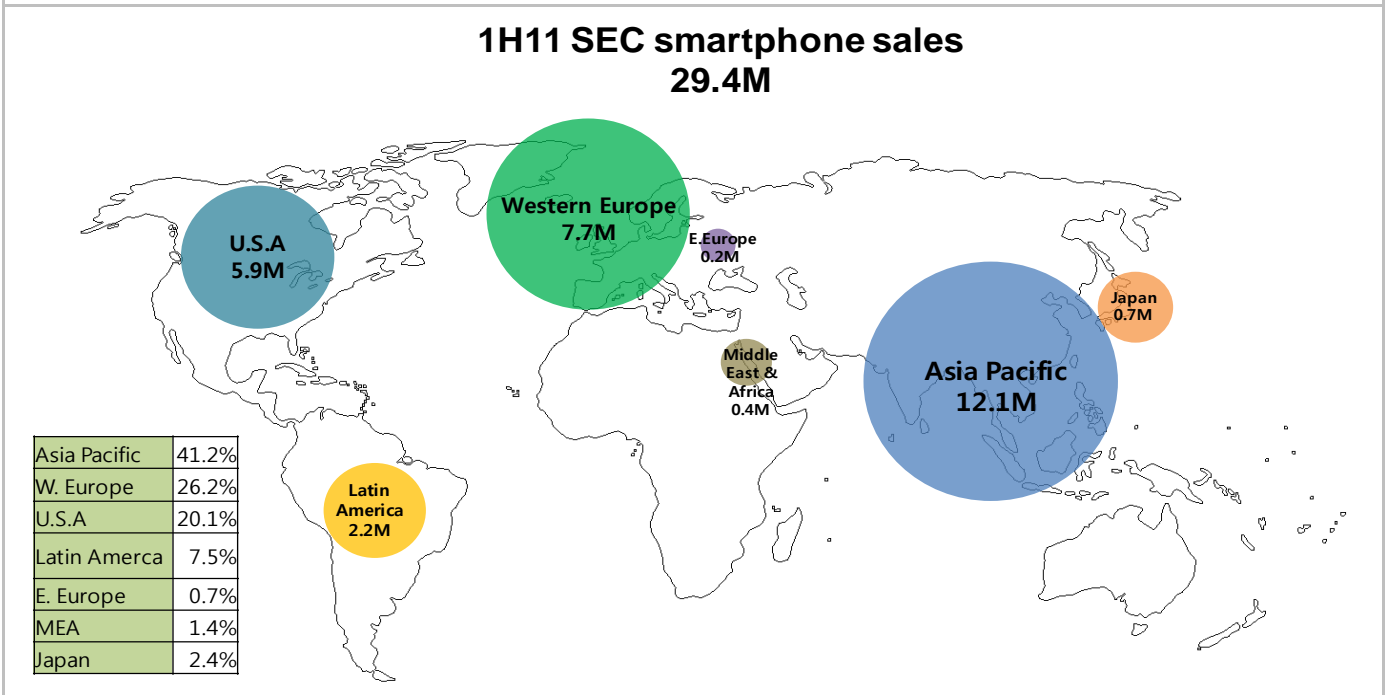 1H11 SEC smartphone sales
29.4M
Western Europe
7.7M
U.S.A
5.9M
E.Europe
0.2M
Japan
0.7M
Middle
East &
Africa
0.4M
Asia Pacific
12.1M
Latin
America
2.2M
Asia Pacific 41.2%
W. Europe 26.2%
U.S.A 20.1%
Latin Amerca 7.5%
E. Europe 0.7%
MEA 1.4%
Japan 2.4%